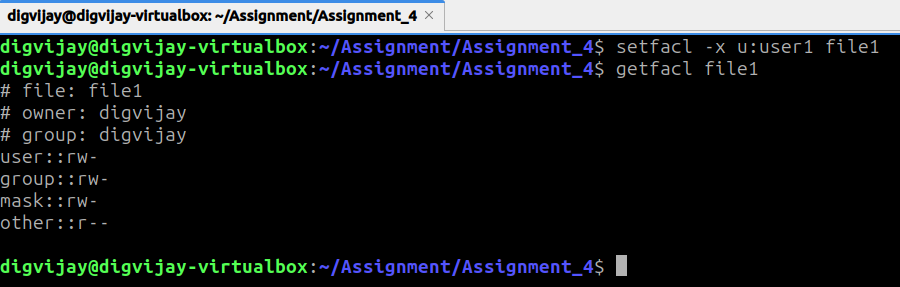 digvijay@digvijay-virtualbox: ~/Assignment/Assignment_4 ×
digvijay@digvijay-virtualbox:~/Assignment/Assignment_4$ setfacl -x u:user1 file1
digvijay@digvijay-virtualbox:~/Assignment/Assignment_4$ getfacl file1
# file: file1
# owner: digvijay
# group: digvijay
user::rw-
group::rw-
mask::rw-
other::r--
digvijay@digvijay-virtualbox:~/Assignment/Assignment_4$